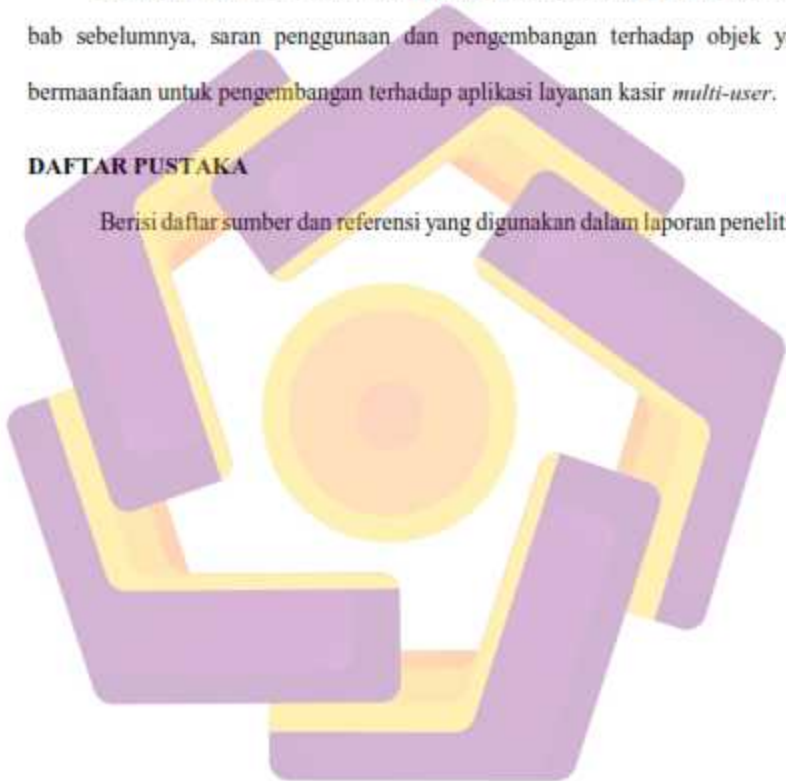 bab sebelumnya, saran penggunaan dan pengembangan terhadap objek
bermaanfaan untuk pengembangan terhadap aplikasi layanan kasir multi-user.
DAFTAR PUSTAKA
Berisi daftar sumber dan referensi yang digunakan dalam laporan